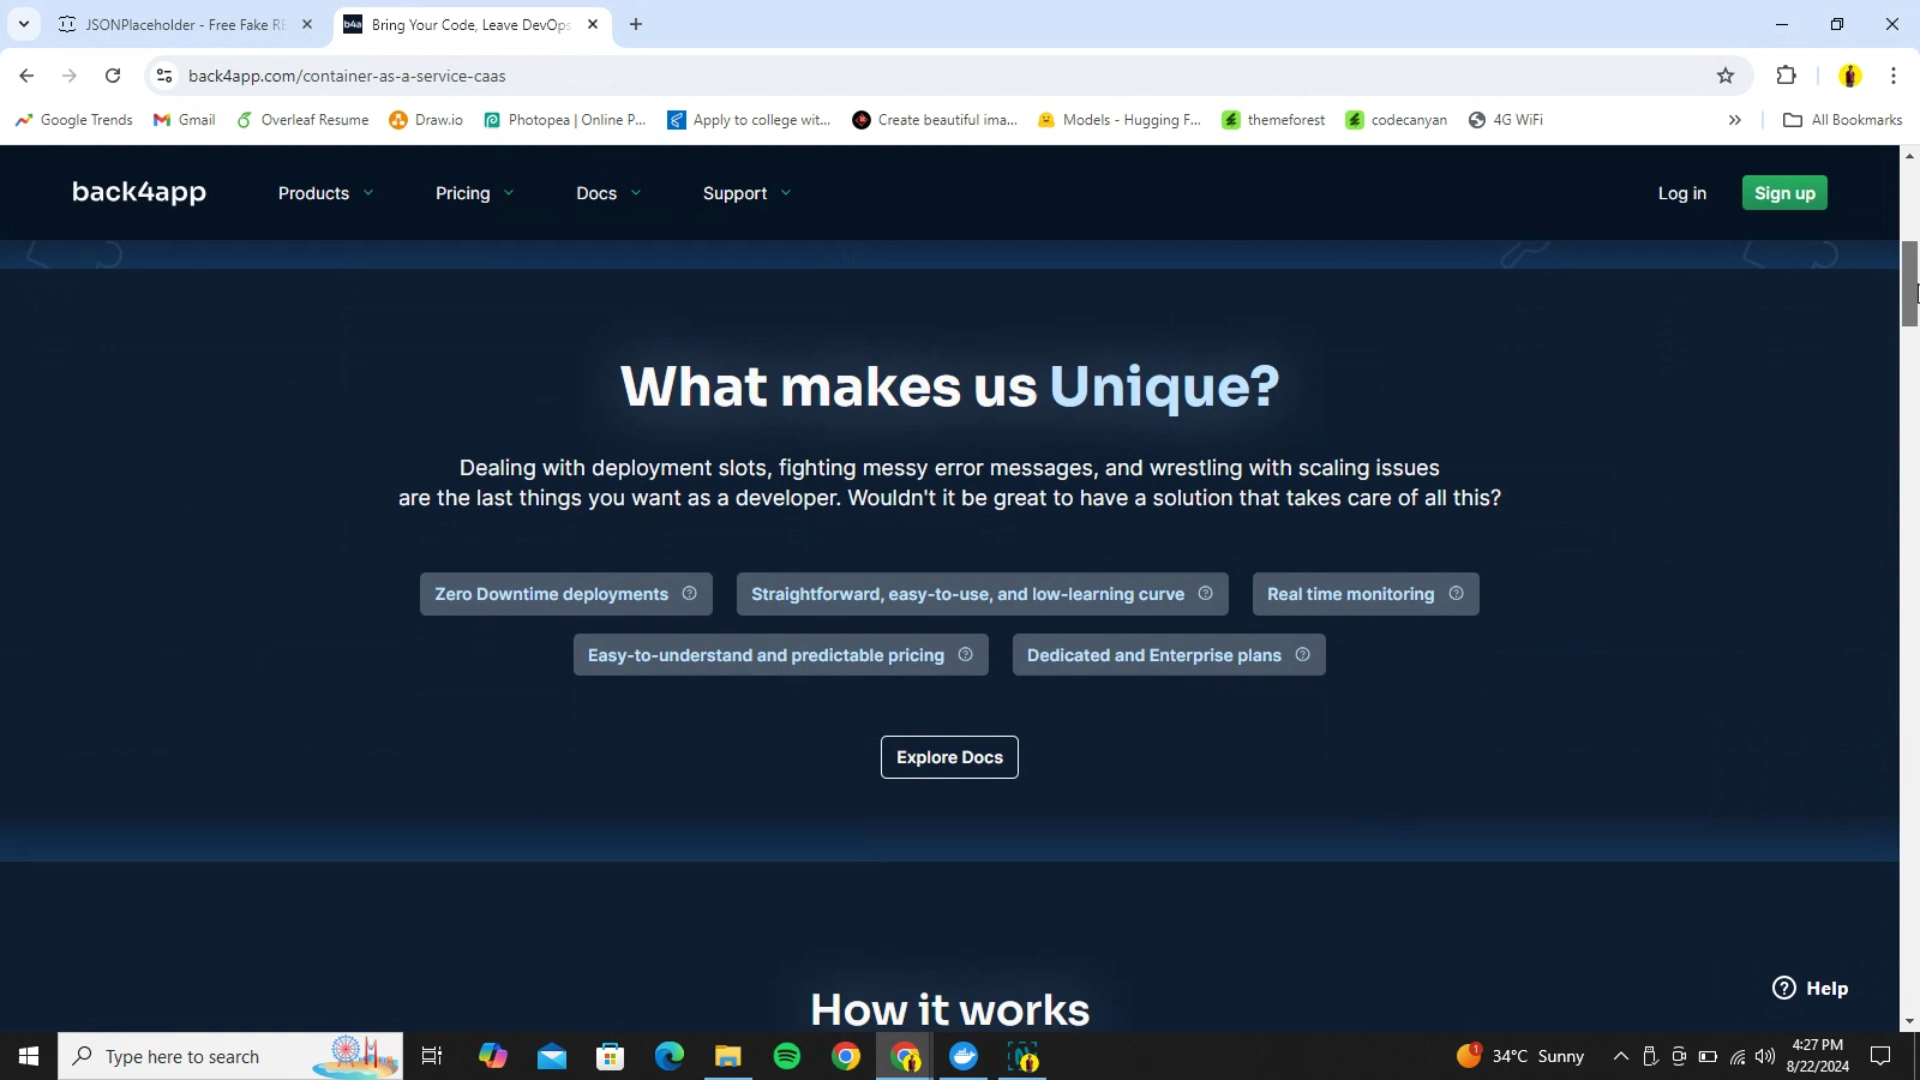 JSONPlaceholder - Free Fake RE
b4a
Bring Your Code, Leave DevOps
back4app.com/container-as-a-service-caas
Google Trends
Gmail
Overleaf Resume
Draw.io
Photopea | Online P...
Apply to college wit...
Create beautiful ima...
Models - Hugging F...
themeforest
codecanyan
4G WiFi
All Bookmarks
back4app
Products
Pricing
Docs
Support
Log in
Sign up
What makes us Unique?
Dealing with deployment slots, fighting messy error messages, and wrestling with scaling issues
are the last things you want as a developer. Wouldn't it be great to have a solution that takes care of all this?
Zero Downtime deployments
Straightforward, easy-to-use, and low-learning curve
Real time monitoring
Easy-to-understand and predictable pricing
Dedicated and Enterprise plans
Explore Docs
How it works
Help
Type here to search
1
34°C Sunny
4:27 PM
8/22/2024